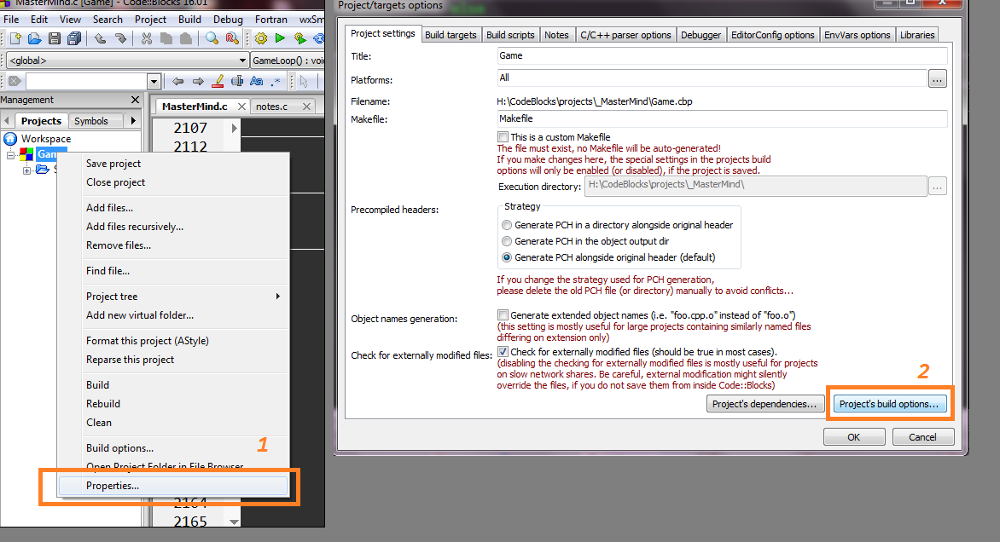 MasterMind.c [Game] - Code::Blocks 16.01
File Edit View Search Project Build Debug Fortran wxSm
<global>
GameLoop() : voi
Management
Projects Symbols
MasterMind.c notes.c
Workspace
Gam
S
2107
2112
Save project
Close project
Add files...
Add files recursively...
Remove files...
Find file...
Project tree
Add new virtual folder...
Format this project (AStyle)
Reparse this project
Build
Rebuild
Clean
Build options...
1
Open Project Folder in File Browser
Properties...
2164
2165
Project/targets options
Project settings Build targets Build scripts Notes C/C++ parser options Debugger EditorConfig options EnvVars options Libraries
Title: Game
Platforms: All ...
Filename: H:\CodeBlocks\projects\_MasterMind\Game.cbp
Makefile: Makefile
This is a custom Makefile
The file must exist, no Makefile will be auto-generated!
If you make changes here, the special settings in the projects build
options will only be enabled (or disabled), if the project is saved.
Execution directory: H:\CodeBlocks\projects\_MasterMind\ ...
Precompiled headers: Strategy
Generate PCH in a directory alongside original header
Generate PCH in the object output dir
Generate PCH alongside original header (default)
If you change the strategy used for PCH generation,
please delete the old PCH file (or directory) manually to avoid conflicts...
Object names generation: Generate extended object names (i.e. "foo.cpp.o" instead of "foo.o")
(this setting is mostly useful for large projects containing similarly named files
differing on extension only)
Check for externally modified files: Check for externally modified files (should be true in most cases).
(disabling the checking for externally modified files is mostly useful for projects
on slow network shares. Be careful, external modification might silently
override the files, if you do not save them from inside Code::Blocks)
2
Project's dependencies... Project's build options...
OK Cancel